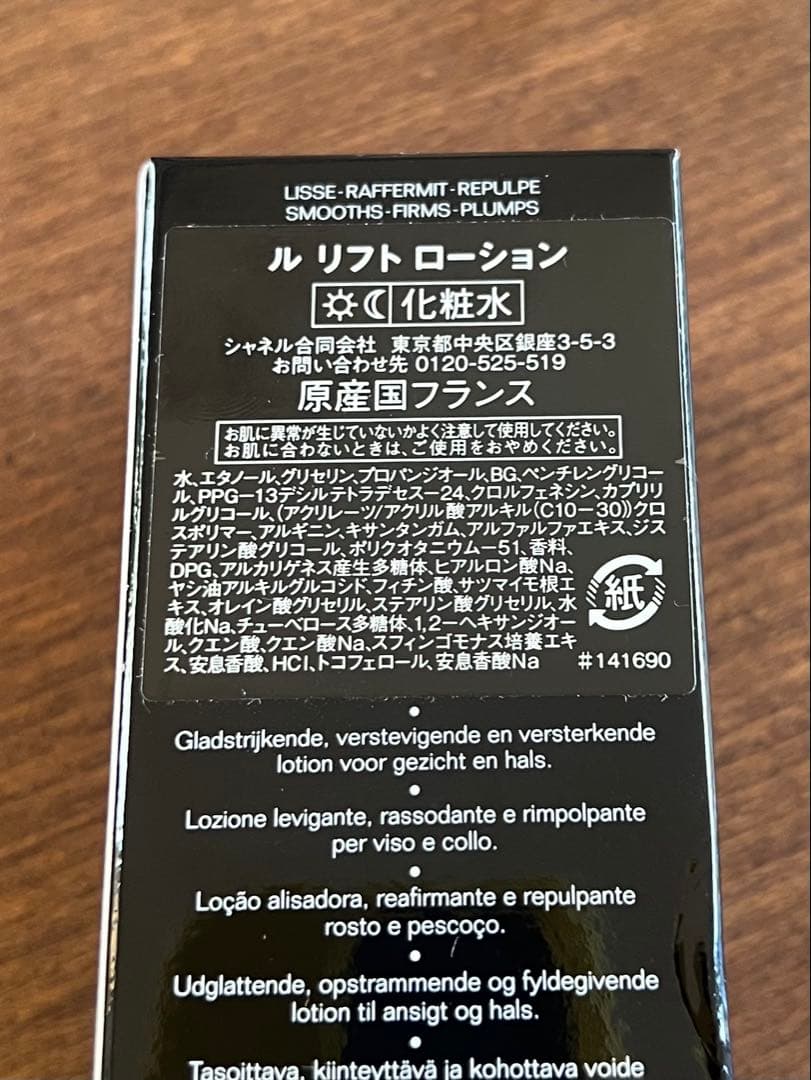 LISSE-RAFFERMIT-REPULPE
SMOOTHS-FIRMS-PLUMPS
ル リフト ローション
化粧水
シャネル合同会社 東京都中央区銀座3-5-3
お問い合わせ先 0120-525-519
原産国フランス
お肌に異常が生じていないかよく注意して使用してください。
お肌に合わないときは、ご使用をおやめください。
水、エタノール、グリセリン、プロパンジオール、BG、ペンチレングリコー
ル、PPG-13デシルテトラデセス-24、クロルフェネシン、カプリリ
ルグリコール、(アクリレーツ/アクリル酸アルキル(C10-30))クロ
スポリマー、アルギニン、キサンタンガム、アルファルファエキス、ジス
テアリン酸グリコール、ポリクオタニウム-51、香料、
DPG、アルカリゲネス産生多糖体、ヒアルロン酸Na、
ヤシ油アルキルグルコシド、フィチン酸、サツマイモ根エ
キス、オレイン酸グリセリル、ステアリン酸グリセリル、水
酸化Na、チューベロース多糖体、1,2-ヘキサンジオー
ル、クエン酸、クエン酸Na、スフィンゴモナス培養エキ
ス、安息香酸、HCl、トコフェロール、安息香酸Na #141690
紙
Gladstrijkende, verstevigende en versterkende
lotion voor gezicht en hals.
Lozione levigante, rassodante e rimpolpante
per viso e collo.
Loção alisadora, reafirmante e repulpante
rosto e pescoço.
Udglattende, opstrammende og fyldegivende
lotion til ansigt og hals.
Tasoittava, kiinteyttävä ja kohottava voide